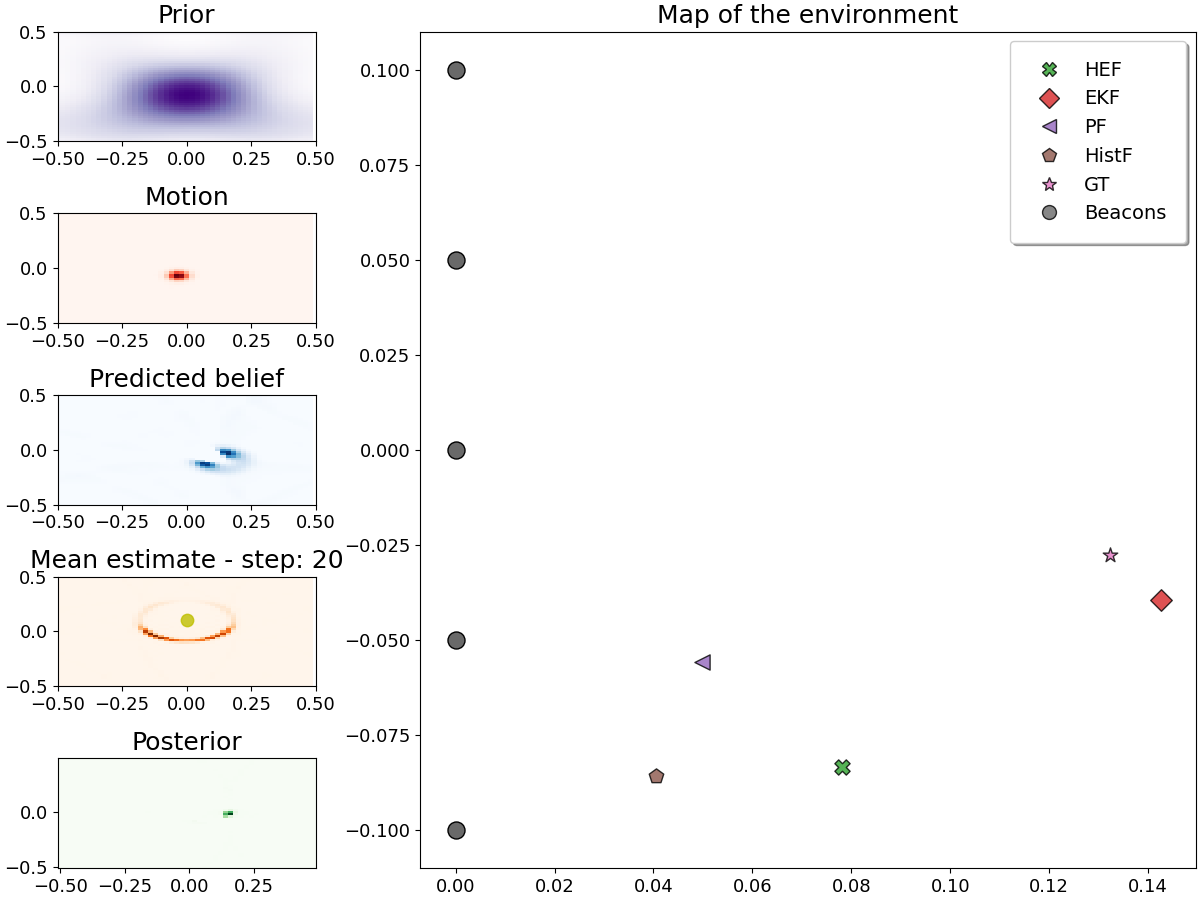 Prior
0.5
0.0
−0.5
−0.50 −0.25 0.00 0.25 0.50
Motion
0.5
0.0
−0.5
−0.50 −0.25 0.00 0.25 0.50
Predicted belief
0.5
0.0
−0.5
−0.50 −0.25 0.00 0.25 0.50
Mean estimate - step: 20
0.5
0.0
−0.5
−0.50 −0.25 0.00 0.25 0.50
Posterior
0.0
−0.5
−0.50 −0.25 0.00 0.25
Map of the environment
0.100
0.075
0.050
0.025
0.000
−0.025
−0.050
−0.075
−0.100
0.00 0.02 0.04 0.06 0.08 0.10 0.12 0.14
HEF
EKF
PF
HistF
GT
Beacons